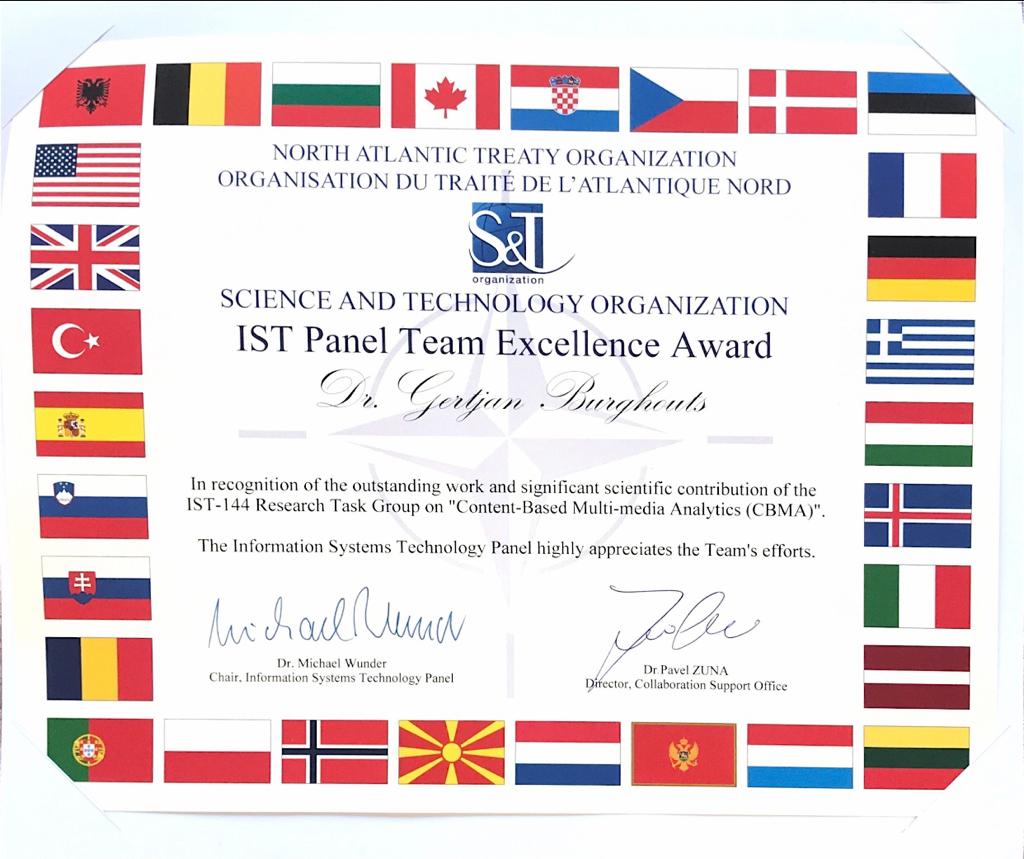 NORTH ATLANTIC TREATY ORGANIZATION
ORGANISATION DU TRAITÉ DE L'ATLANTIQUE NORD
S&T
organization
SCIENCE AND TECHNOLOGY ORGANIZATION
IST Panel Team Excellence Award
Dr. Gertjan Burghouts
In recognition of the outstanding work and significant scientific contribution of the
IST-144 Research Task Group on "Content-Based Multi-media Analytics (CBMA)".
The Information Systems Technology Panel highly appreciates the Team's efforts.
Michael Wunder
Dr. Michael Wunder
Chair, Information Systems Technology Panel
Dr Pavel ZUNA
Director, Collaboration Support Office